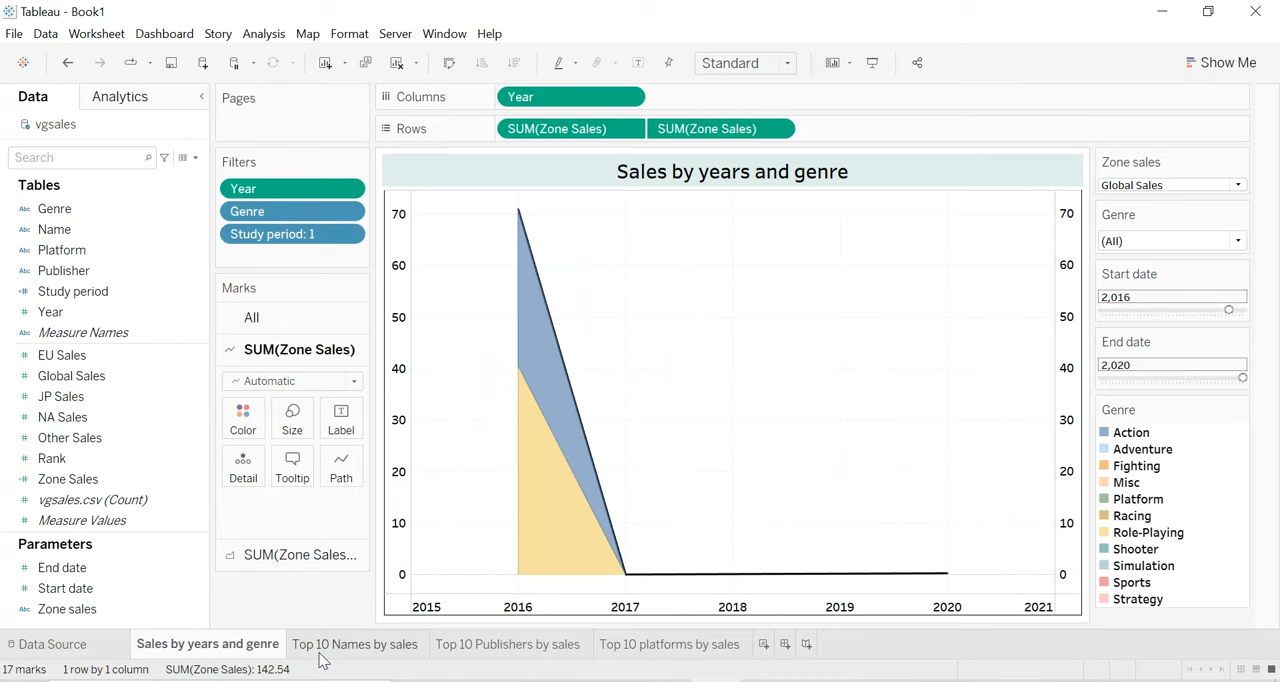 Tableau - Book1
File Data Worksheet Dashboard Story Analysis Map Format Server Window Help
Standard
Show Me
Data Analytics
vgsales
Search
Tables
Abc Genre
Abc Name
Abc Platform
Abc Publisher
Study period
# Year
Abc Measure Names
# EU Sales
# Global Sales
# JP Sales
# NA Sales
# Other Sales
# Rank
Zone Sales
# vgsales.csv (Count)
# Measure Values
Parameters
# End date
# Start date
Abc Zone sales
Pages
Filters
Year
Genre
Study period: 1
Marks
All
SUM(Zone Sales)
Automatic
Color Size Label
Detail Tooltip Path
SUM(Zone Sales...
Columns Year
Rows SUM(Zone Sales) SUM(Zone Sales)
Sales by years and genre
70 70
60 60
50 50
40 40
30 30
20 20
10 10
0 0
2015 2016 2017 2018 2019 2020 2021
Zone sales
Global Sales
Genre
(All)
Start date
2,016
End date
2,020
Genre
Action
Adventure
Fighting
Misc
Platform
Racing
Role-Playing
Shooter
Simulation
Sports
Strategy
Data Source Sales by years and genre Top 10 Names by sales Top 10 Publishers by sales Top 10 platforms by sales
17 marks 1 row by 1 column SUM(Zone Sales): 142.54